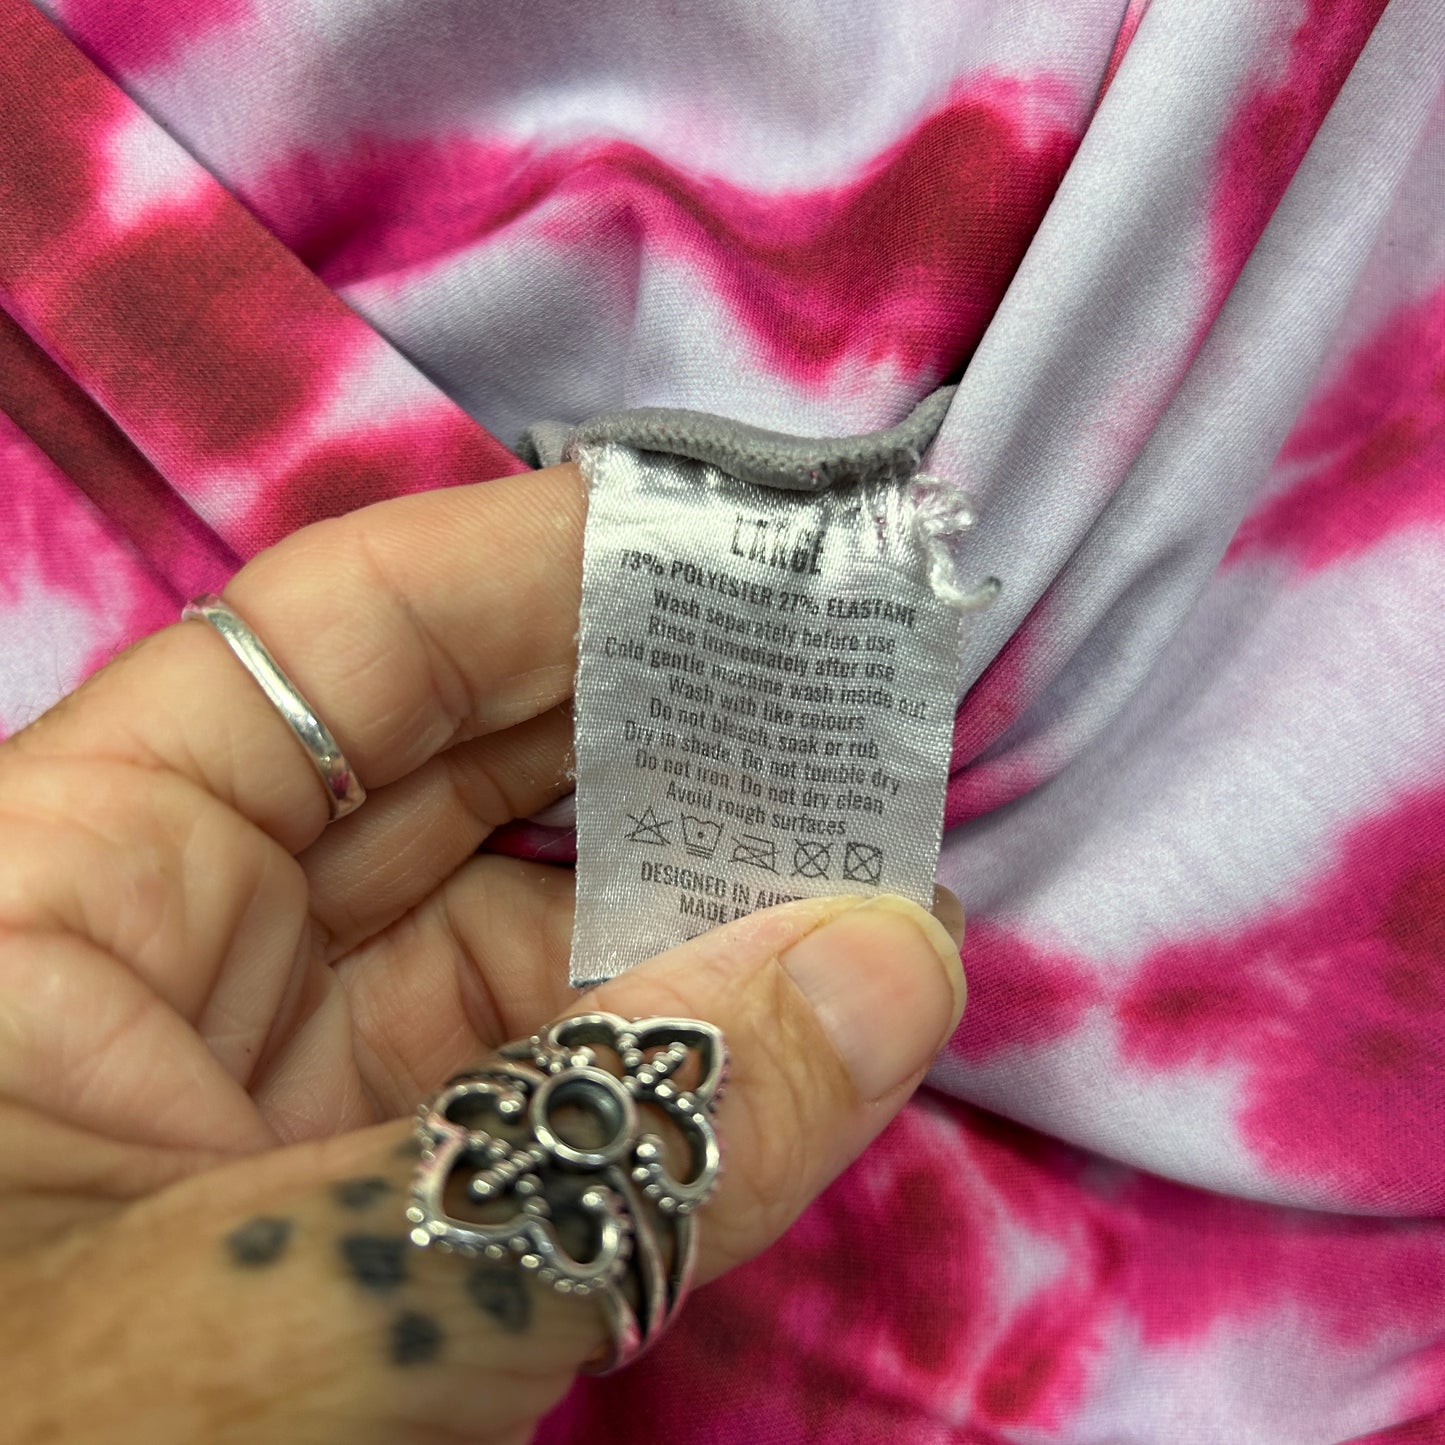 LARGE
73% POLYESTER 27% ELASTANE
Wash separately before use
Rinse immediately after use
Cold gentle machine wash inside out
Wash with like colours
Do not bleach, soak or rub
Dry in shade. Do not tumble dry
Do not iron. Do not dry clean
Avoid rough surfaces
DESIGNED IN
MADE